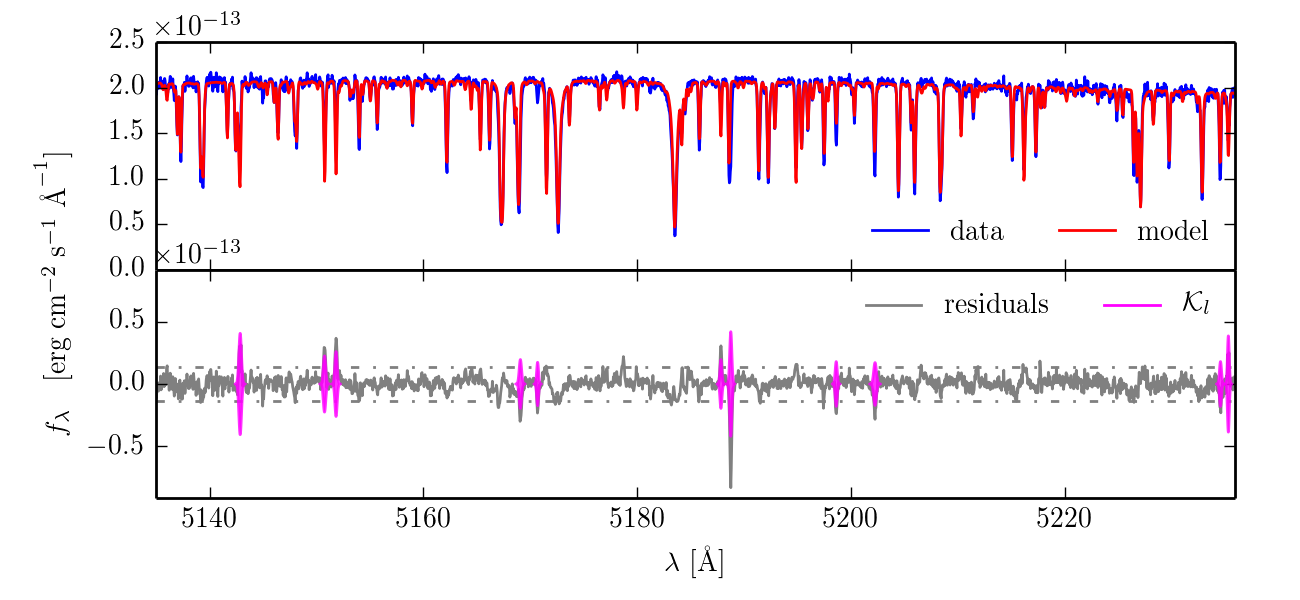 ×10⁻¹³
2.5
2.0
1.5
1.0
0.5
0.0
data model
×10⁻¹³
0.5
0.0
−0.5
residuals 𝒦ₗ
f_λ [erg cm⁻² s⁻¹ Å⁻¹]
5140 5160 5180 5200 5220
λ [Å]